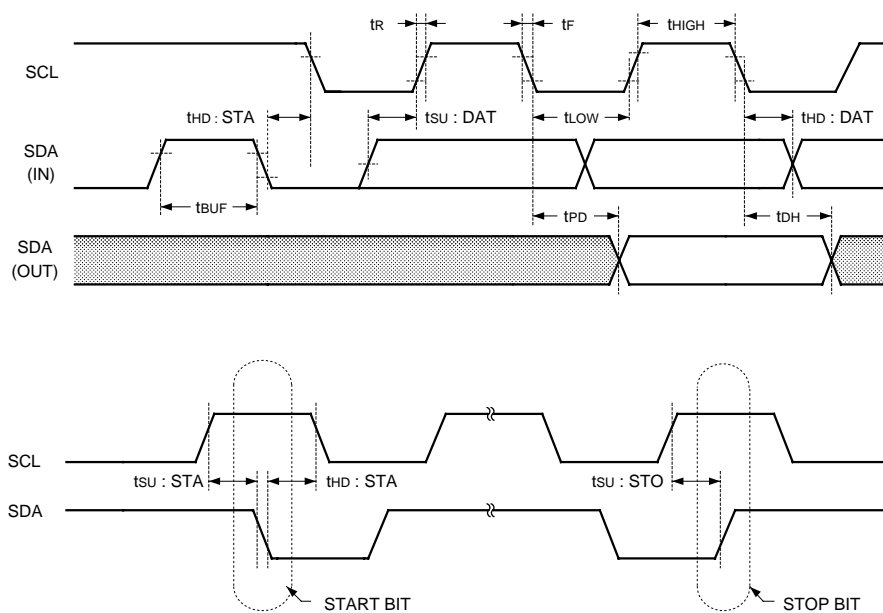 tR tF tHIGH
SCL
tHD : STA tSU : DAT tLOW tHD : DAT
SDA
(IN)
tBUF tPD tDH
SDA
(OUT)
SCL
tSU : STA tHD : STA tSU : STO
SDA
START BIT STOP BIT